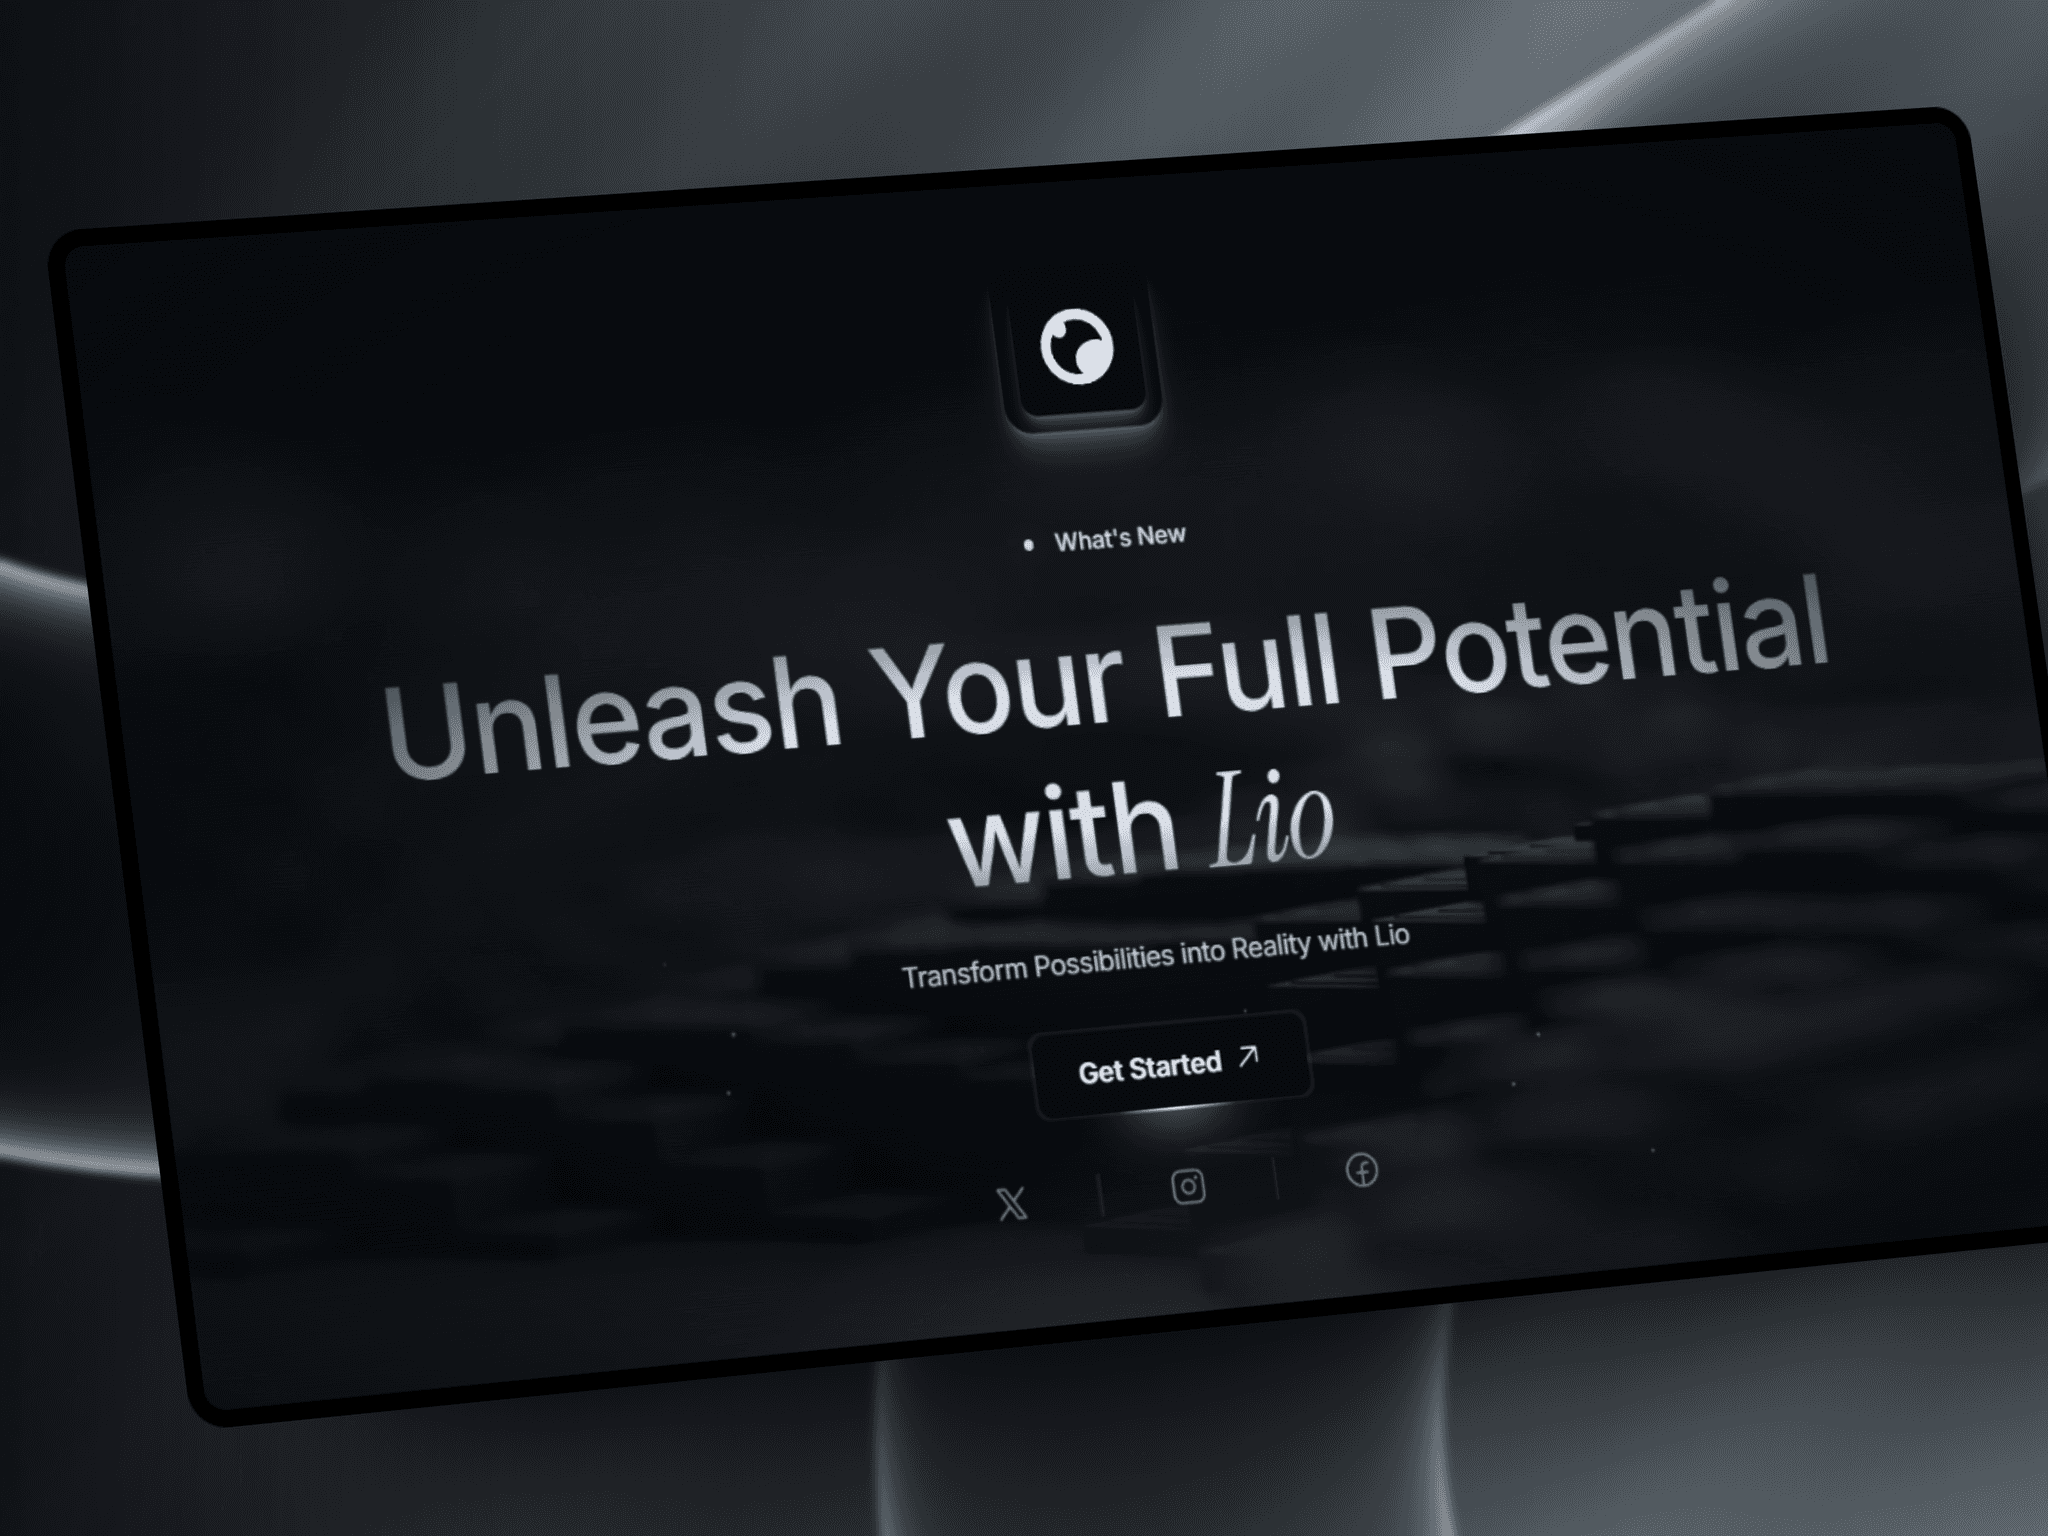 What's New
Unleash Your Full Potential
with Lio
Transform Possibilities into Reality with Lio
Get Started